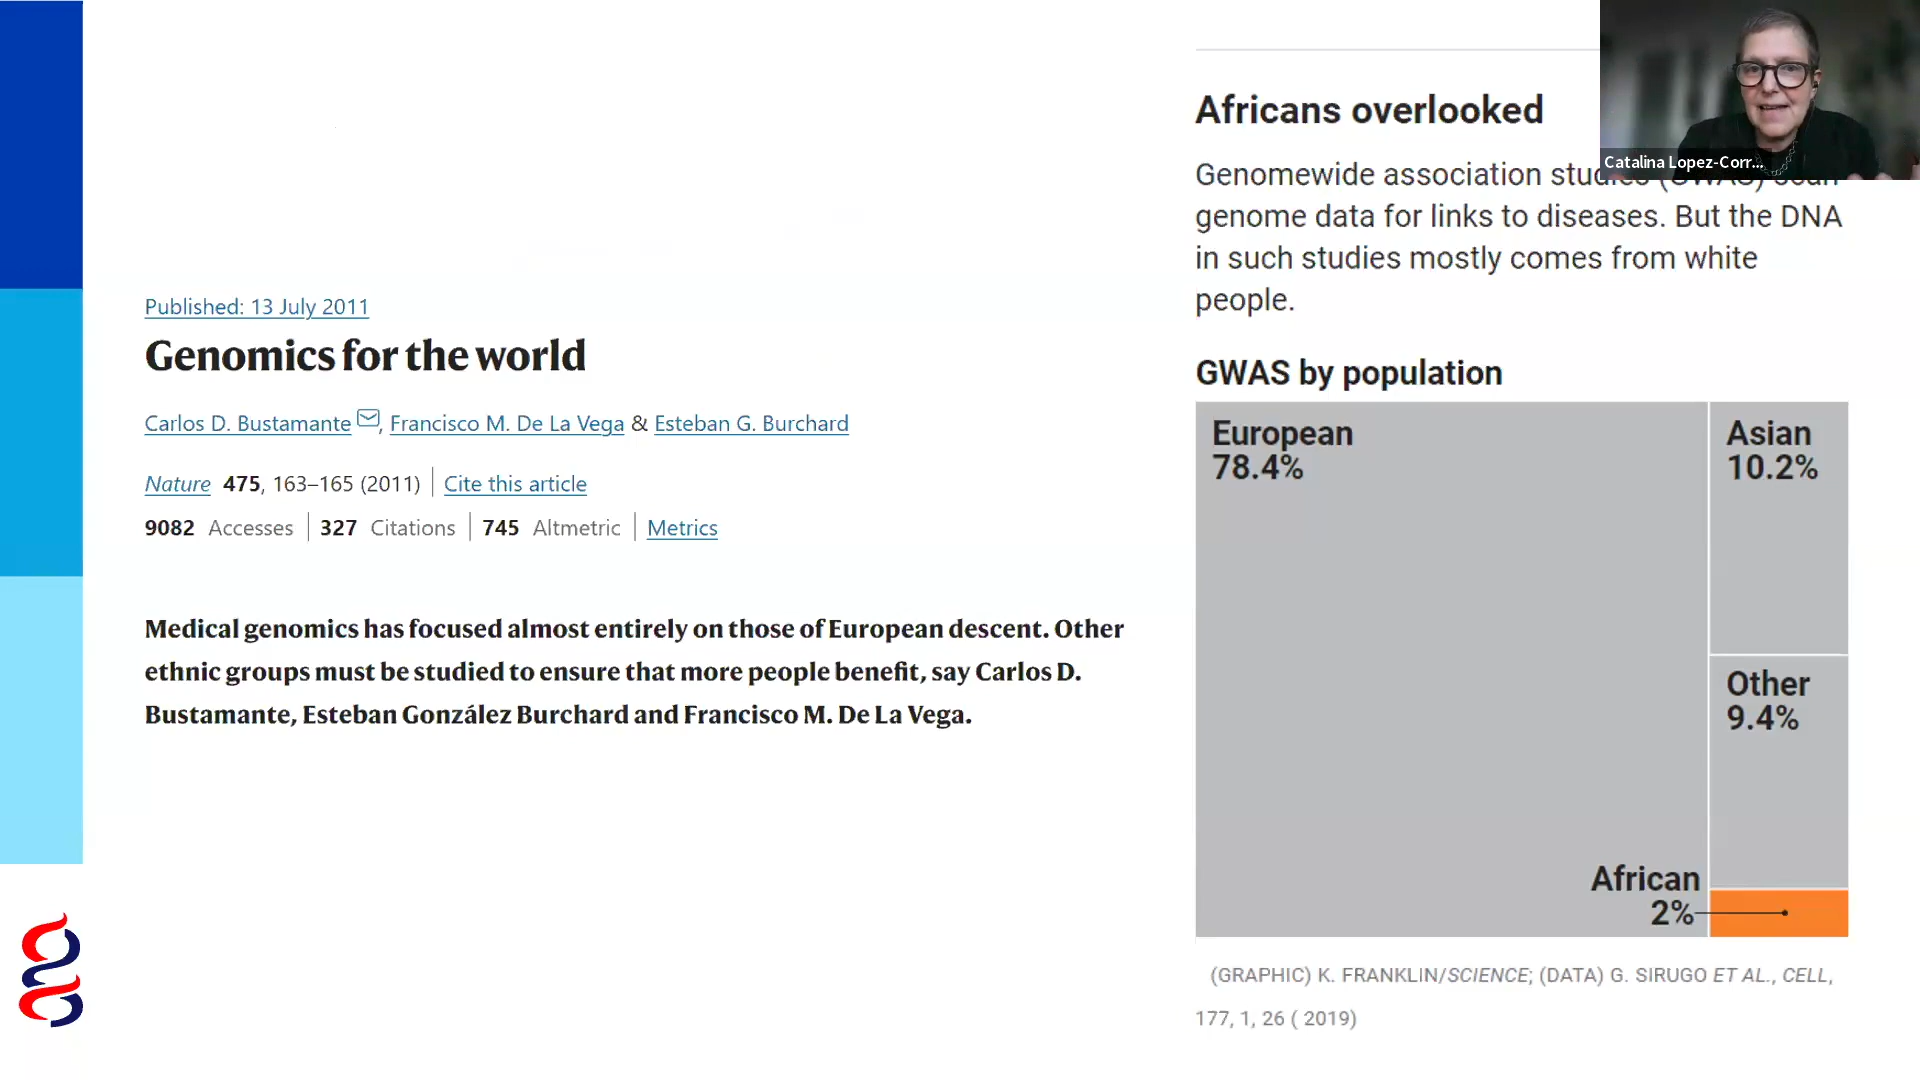 Published: 13 July 2011
Genomics for the world
Carlos D. Bustamante, Francisco M. De La Vega & Esteban G. Burchard
Nature 475, 163–165 (2011) | Cite this article
9082 Accesses | 327 Citations | 745 Altmetric | Metrics
Medical genomics has focused almost entirely on those of European descent. Other
ethnic groups must be studied to ensure that more people benefit, say Carlos D.
Bustamante, Esteban González Burchard and Francisco M. De La Vega.
Catalina Lopez-Corr...
Africans overlooked
Genomewide association studies (GWAS) scan
genome data for links to diseases. But the DNA
in such studies mostly comes from white
people.
GWAS by population
European
78.4%
Asian
10.2%
Other
9.4%
African
2%
(GRAPHIC) K. FRANKLIN/SCIENCE; (DATA) G. SIRUGO ET AL., CELL,
177, 1, 26 ( 2019)